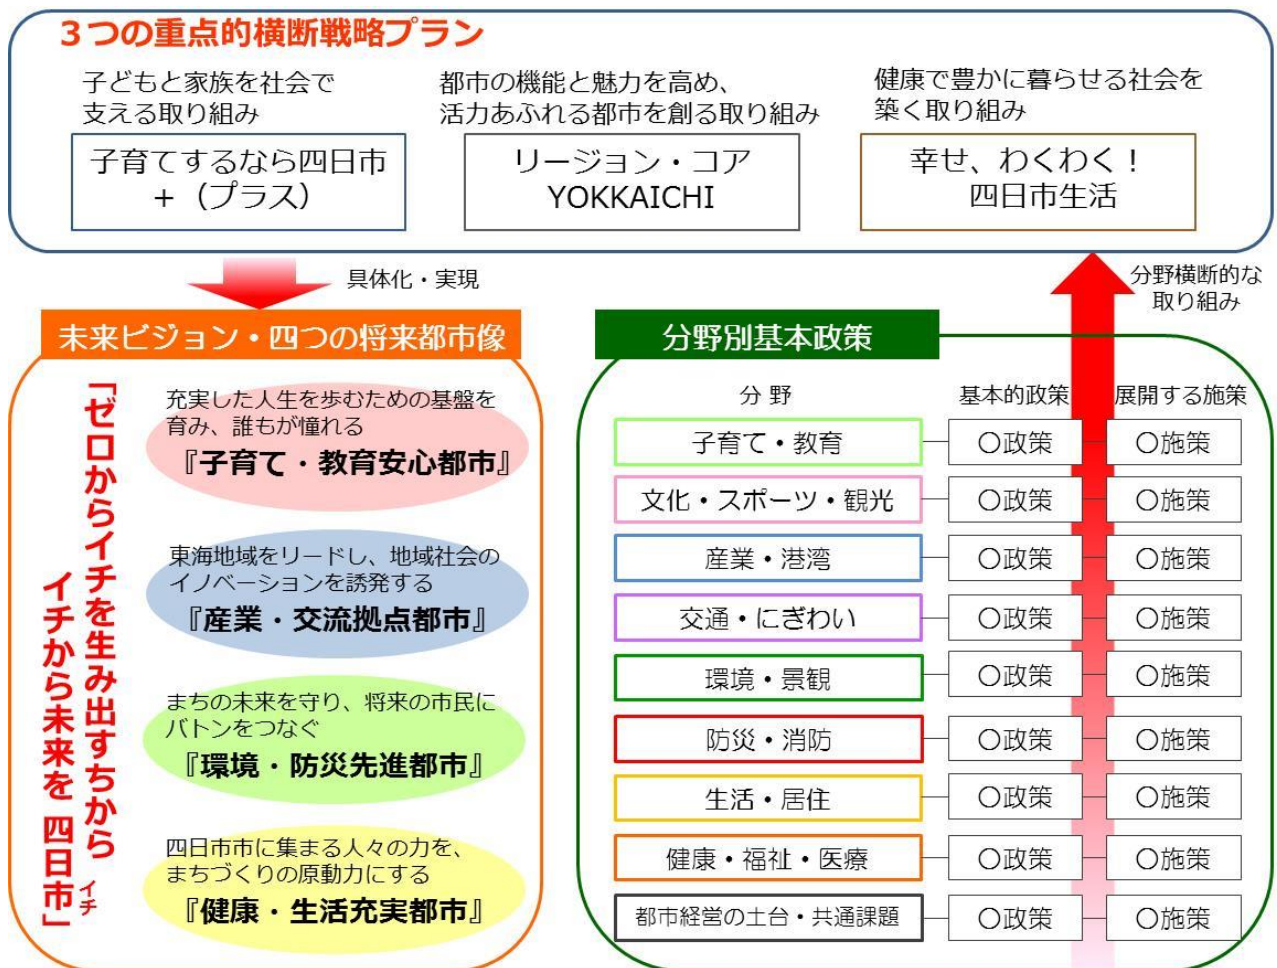 ３つの重点的横断戦略プラン
子どもと家族を社会で
支える取り組み
子育てするなら四日市
+（プラス）
都市の機能と魅力を高め、
活力あふれる都市を創る取り組み
リージョン・コア
YOKKAICHI
健康で豊かに暮らせる社会を
築く取り組み
幸せ、わくわく！
四日市生活
具体化・実現
分野横断的な
取り組み
未来ビジョン・四つの将来都市像
「ゼロからイチを生み出すちから
イチから未来を 四日市」
イチ
充実した人生を歩むための基盤を
育み、誰もが憧れる
『子育て・教育安心都市』
東海地域をリードし、地域社会の
イノベーションを誘発する
『産業・交流拠点都市』
まちの未来を守り、将来の市民に
バトンをつなぐ
『環境・防災先進都市』
四日市市に集まる人々の力を、
まちづくりの原動力にする
『健康・生活充実都市』
分野別基本政策
分 野 基本的政策 展開する施策
子育て・教育 〇政策 〇施策
文化・スポーツ・観光 〇政策 〇施策
産業・港湾 〇政策 〇施策
交通・にぎわい 〇政策 〇施策
環境・景観 〇政策 〇施策
防災・消防 〇政策 〇施策
生活・居住 〇政策 〇施策
健康・福祉・医療 〇政策 〇施策
都市経営の土台・共通課題 〇政策 〇施策